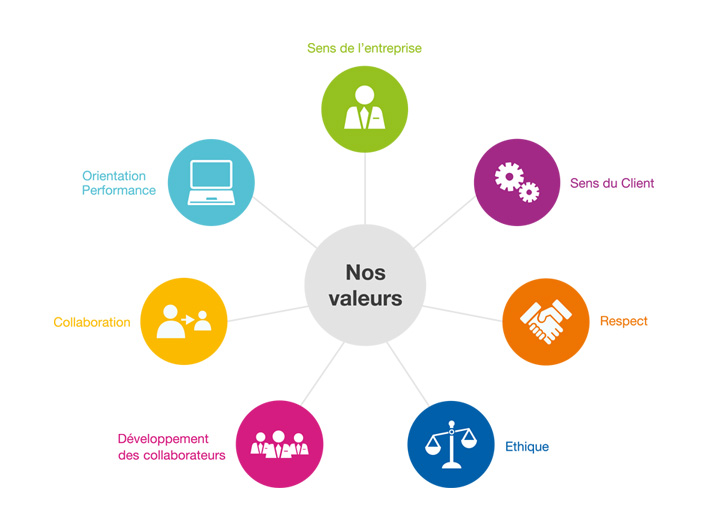 Sens de l'entreprise
Orientation
Performance
Sens du Client
Nos
valeurs
Collaboration
Respect
Développement
des collaborateurs
Ethique